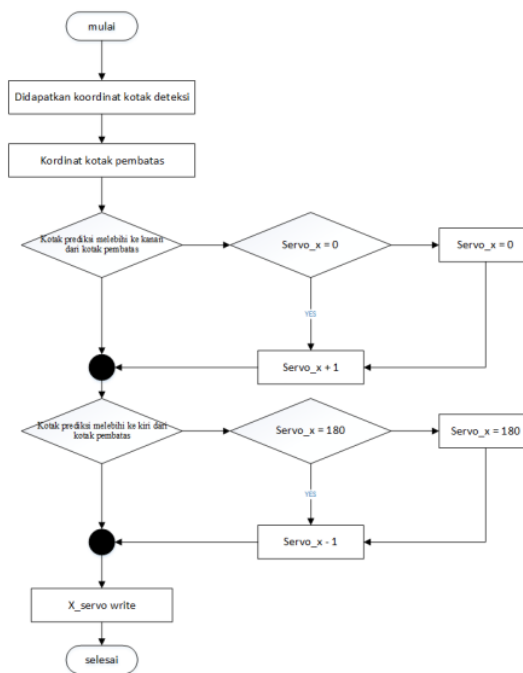 mulai
Didapatkan koordinat kotak deteksi
Kordinat kotak pembatas
Kotak prediksi melebihi ke kanan
dari kotak pembatas
Servo_x = 0
Servo_x = 0
YES
Servo_x + 1
Kotak prediksi melebihi ke kiri dari
kotak pembatas
Servo_x = 180
Servo_x = 180
YES
Servo_x - 1
X_servo write
selesai